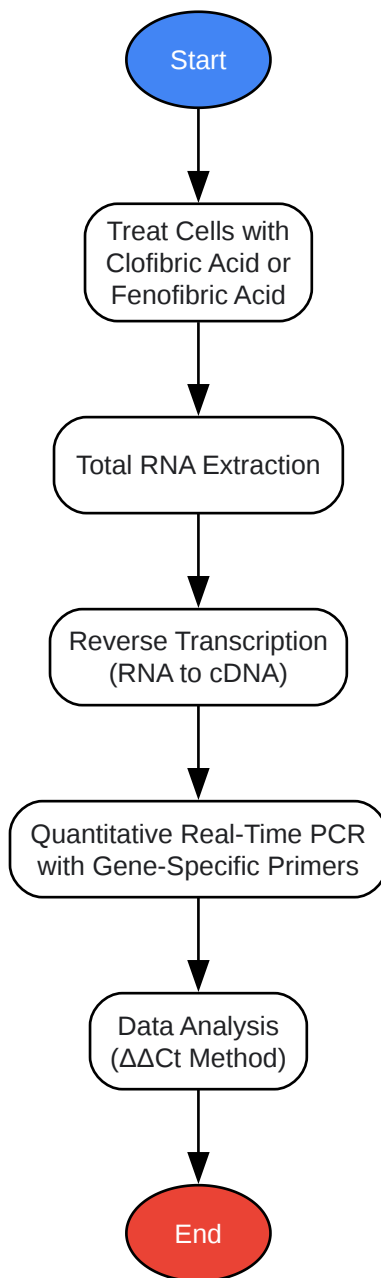 Start
Treat Cells with
Clofibric Acid or
Fenofibric Acid
Total RNA Extraction
Reverse Transcription
(RNA to cDNA)
Quantitative Real-Time PCR
with Gene-Specific Primers
Data Analysis
(ΔΔCt Method)
End